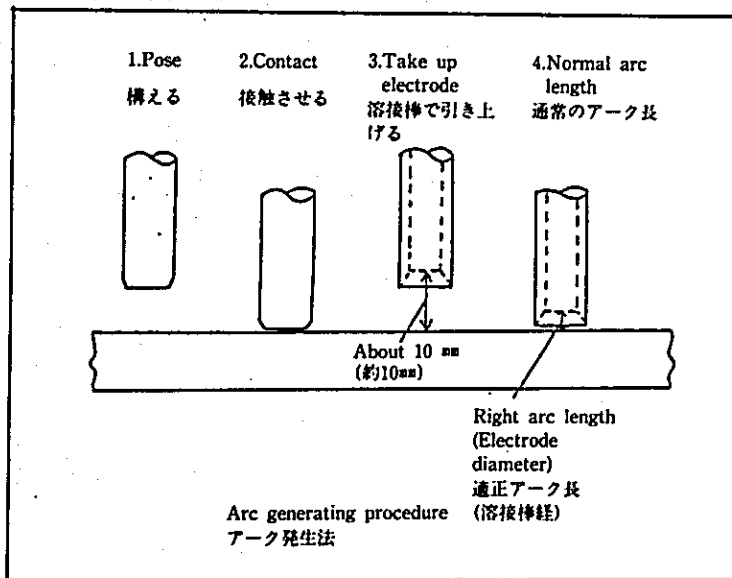 1.Pose
構える
2.Contact
接触させる
3.Take up
electrode
溶接棒で引き上
げる
4.Normal arc
length
通常のアーク長
About 10 mm
(約10mm)
Right arc length
(Electrode
diameter)
適正アーク長
(溶接棒経)
Arc generating procedure
アーク発生法